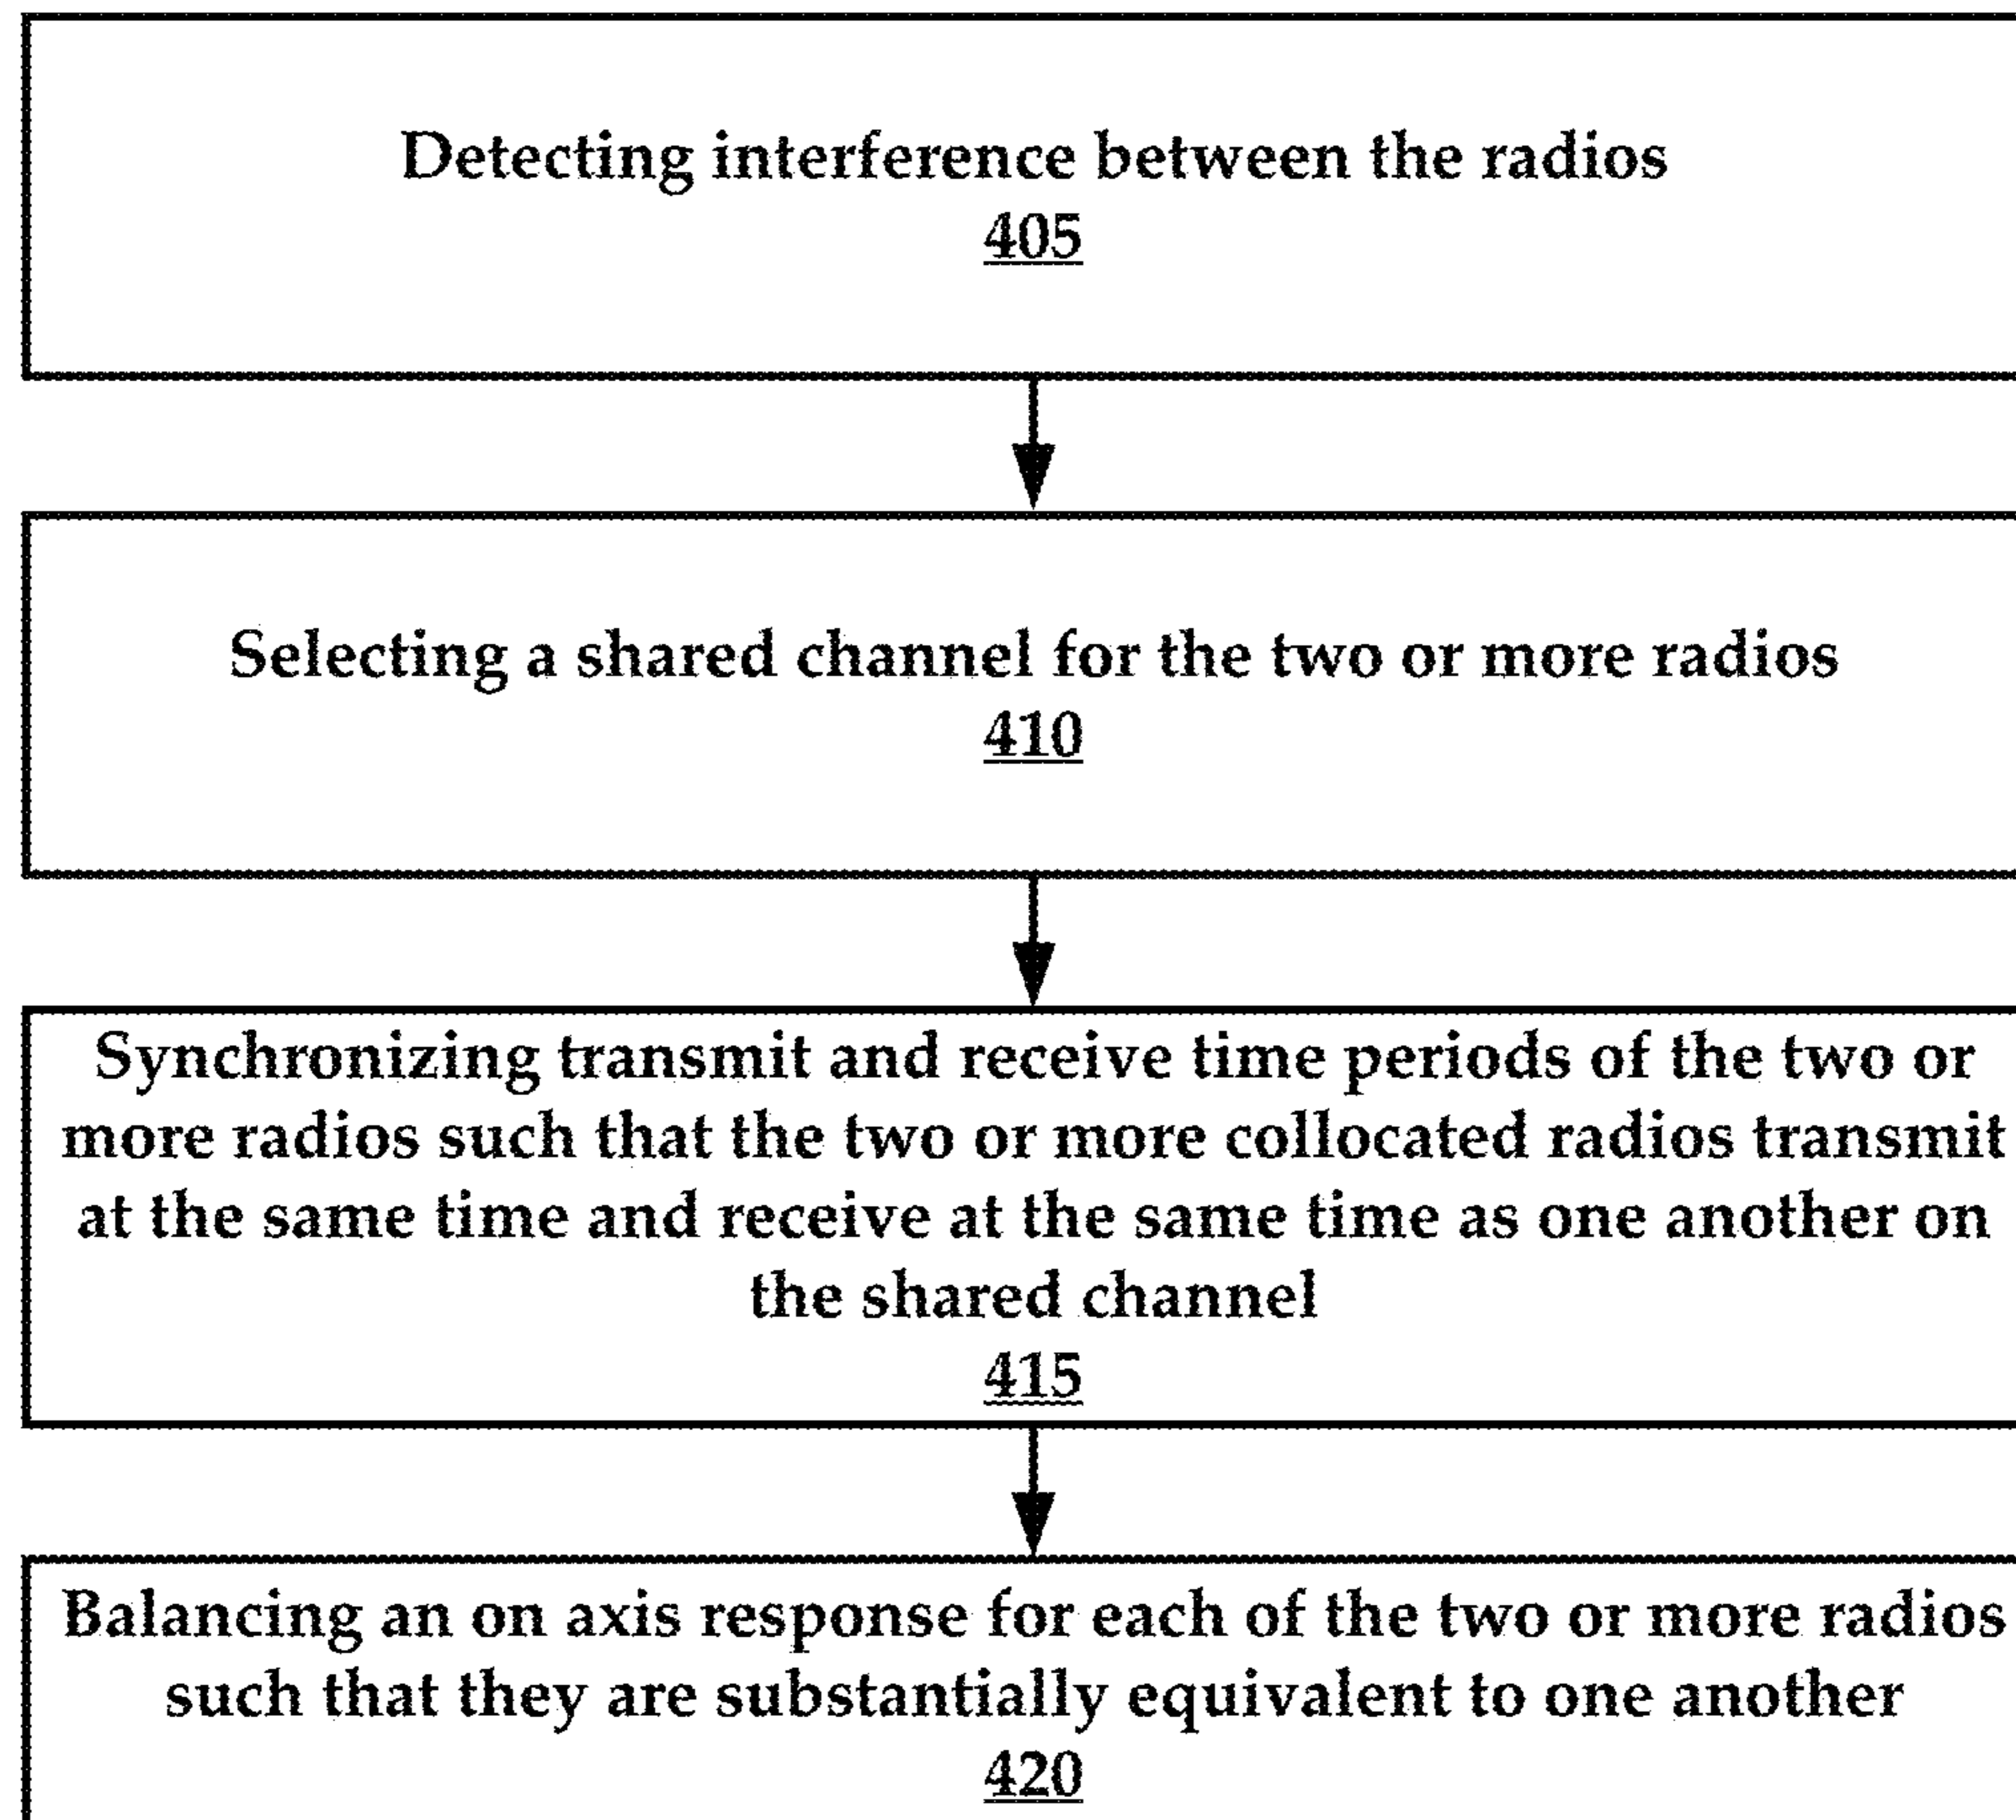 Detecting interference between the radios
405
Selecting a shared channel for the two or more radios
410
Synchronizing transmit and receive time periods of the two or
more radios such that the two or more collocated radios transmit
at the same time and receive at the same time as one another on
the shared channel
415
Balancing an on axis response for each of the two or more radios
such that they are substantially equivalent to one another
420